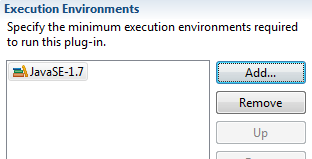 Execution Environments
Specify the minimum execution environments required
to run this plug-in.
JavaSE-1.7
Add...
Remove
Up